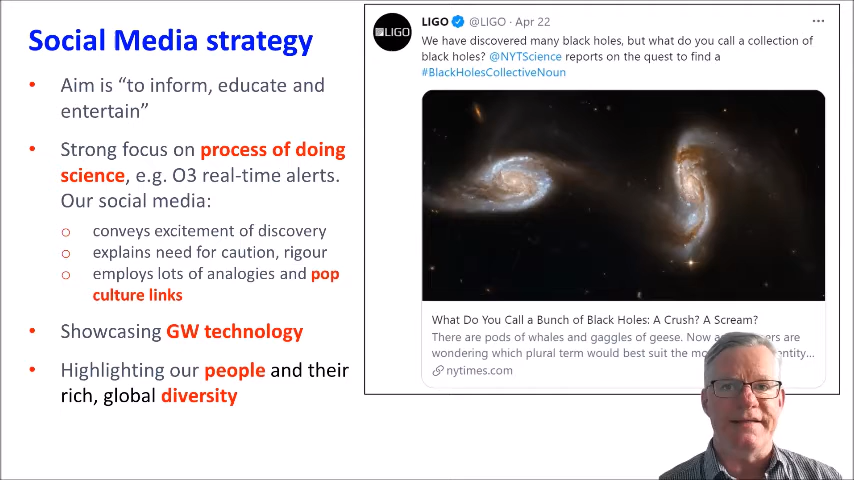 Social Media strategy
• Aim is “to inform, educate and
entertain”
• Strong focus on process of doing
science, e.g. O3 real-time alerts.
Our social media:
o conveys excitement of discovery
o explains need for caution, rigour
o employs lots of analogies and pop
culture links
• Showcasing GW technology
• Highlighting our people and their
rich, global diversity
LIGO
LIGO @LIGO · Apr 22 ···
We have discovered many black holes, but what do you call a collection of
black holes? @NYTScience reports on the quest to find a
#BlackHolesCollectiveNoun
What Do You Call a Bunch of Black Holes: A Crush? A Scream?
There are pods of whales and gaggles of geese. Now are
wondering which plural term would best suit the
nytimes.com